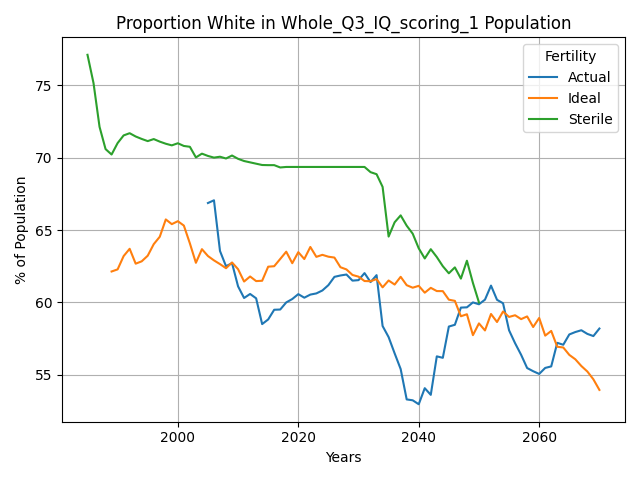 Proportion White in Whole_Q3_IQ_scoring_1 Population
Fertility
Actual
Ideal
Sterile
% of Population
75
70
65
60
55
2000
2020
2040
2060
Years